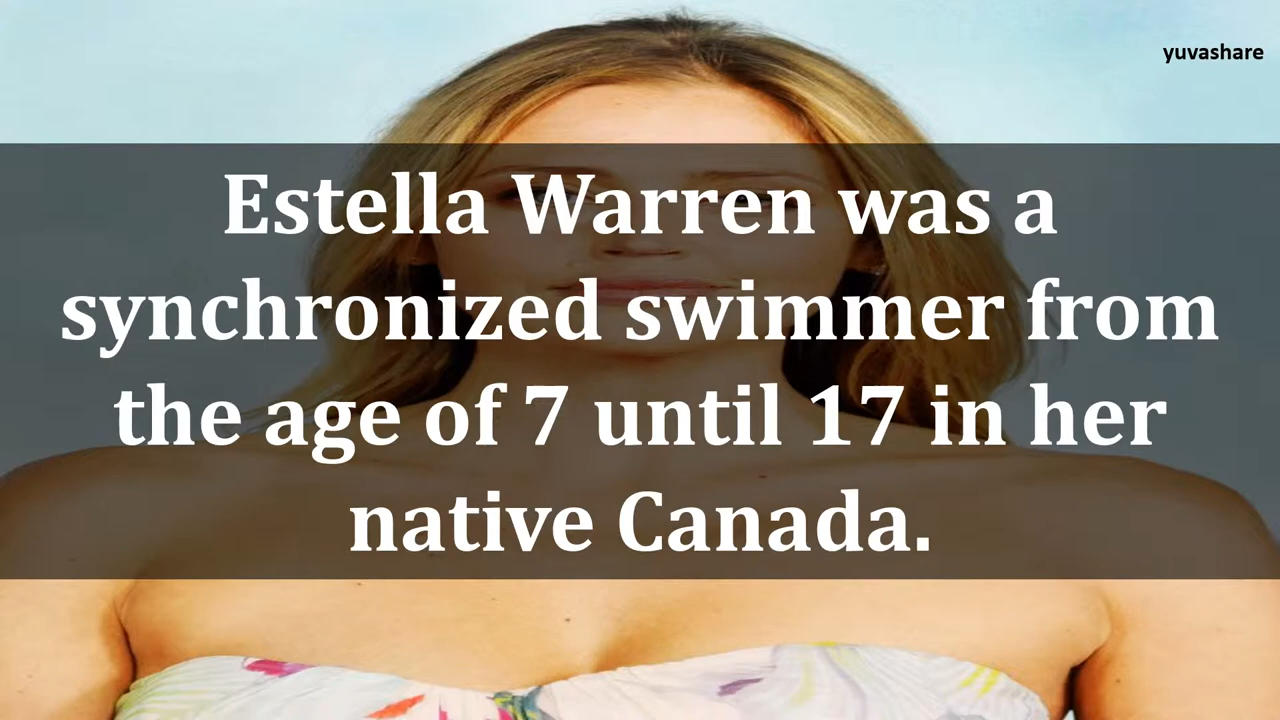 yuvashare
Estella Warren was a
synchronized swimmer from
the age of 7 until 17 in her
native Canada.